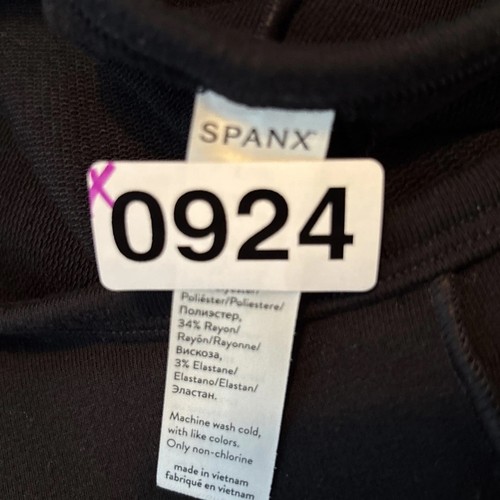 SPANX
X
0924
Poliéster/Poliestere/
Полиэстер,
34% Rayon/
Rayón/Rayonne/
Вискоза,
3% Elastane/
Elastano/Elastan/
Эластан.
Machine wash cold,
with like colors.
Only non-chlorine
made in vietnam
fabriqué en vietnam